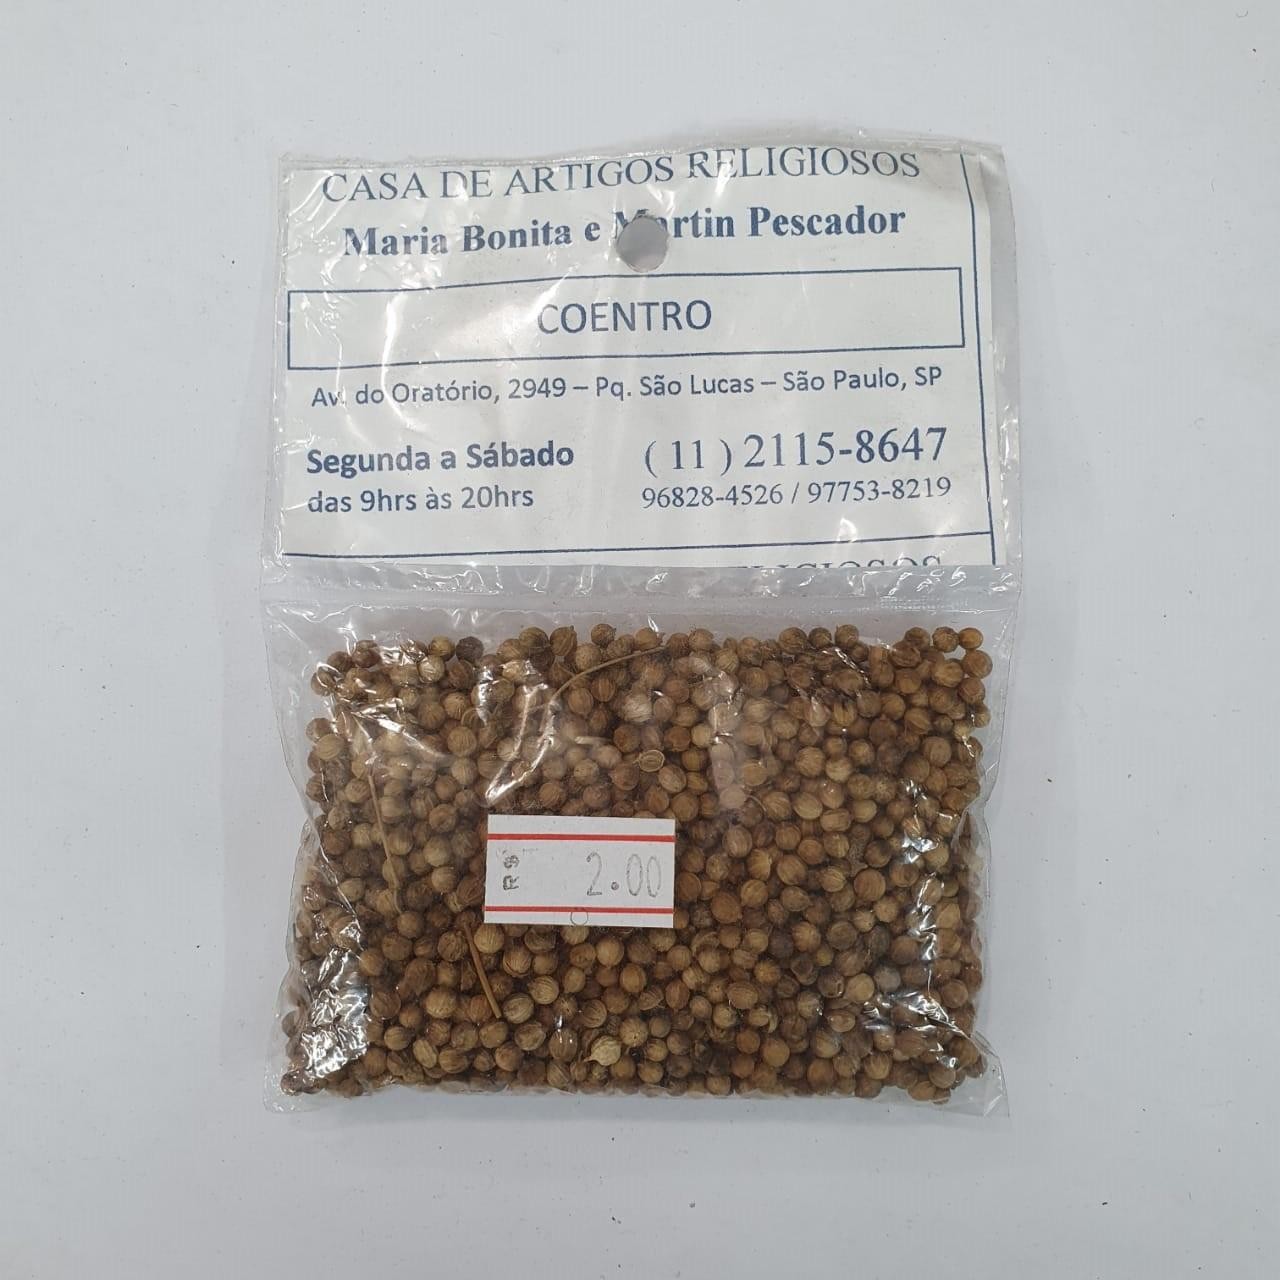 CASA DE ARTIGOS RELIGIOSOS
Maria Bonita e Martin Pescador
COENTRO
Av. do Oratório, 2949 – Pq. São Lucas – São Paulo, SP
Segunda a Sábado
das 9hrs às 20hrs
( 11 ) 2115-8647
96828-4526 / 97753-8219
R$ 2.00